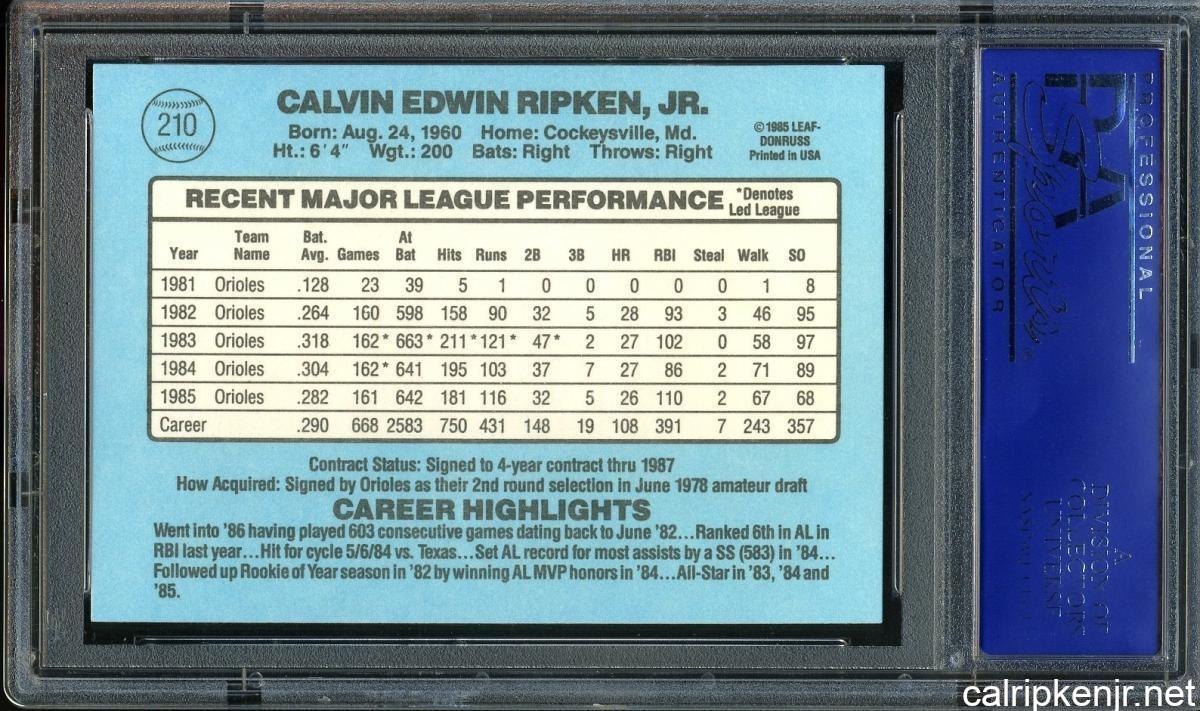 210
CALVIN EDWIN RIPKEN, JR.
Born: Aug. 24, 1960 Home: Cockeysville, Md.
Ht.: 6'4" Wgt.: 200 Bats: Right Throws: Right
©1985 LEAF-
DONRUSS
Printed in USA
RECENT MAJOR LEAGUE PERFORMANCE *Denotes
Led League
Year Team Name Bat. Avg. Games At Bat Hits Runs 2B 3B HR RBI Steal Walk SO
1981 Orioles .128 23 39 5 1 0 0 0 0 0 1 8
1982 Orioles .264 160 598 158 90 32 5 28 93 3 46 95
1983 Orioles .318 162* 663* 211* 121* 47* 2 27 102 0 58 97
1984 Orioles .304 162* 641 195 103 37 7 27 86 2 71 89
1985 Orioles .282 161 642 181 116 32 5 26 110 2 67 68
Career .290 668 2583 750 431 148 19 108 391 7 243 357
Contract Status: Signed to 4-year contract thru 1987
How Acquired: Signed by Orioles as their 2nd round selection in June 1978 amateur draft
CAREER HIGHLIGHTS
Went into '86 having played 603 consecutive games dating back to June '82...Ranked 6th in AL in
RBI last year...Hit for cycle 5/6/84 vs. Texas...Set AL record for most assists by a SS (583) in '84...
Followed up Rookie of Year season in '82 by winning AL MVP honors in '84...All-Star in '83, '84 and
'85.
PROFESSIONAL
PSA
Sports
AUTHENTICATOR
A
DIVISION OF
COLLECTORS
UNIVERSE
calripkenjr.net